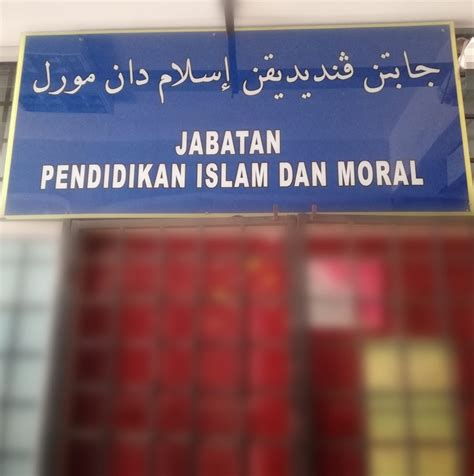 جابتن ڤنديديقن إسلام دان مورل
JABATAN
PENDIDIKAN ISLAM DAN MORAL